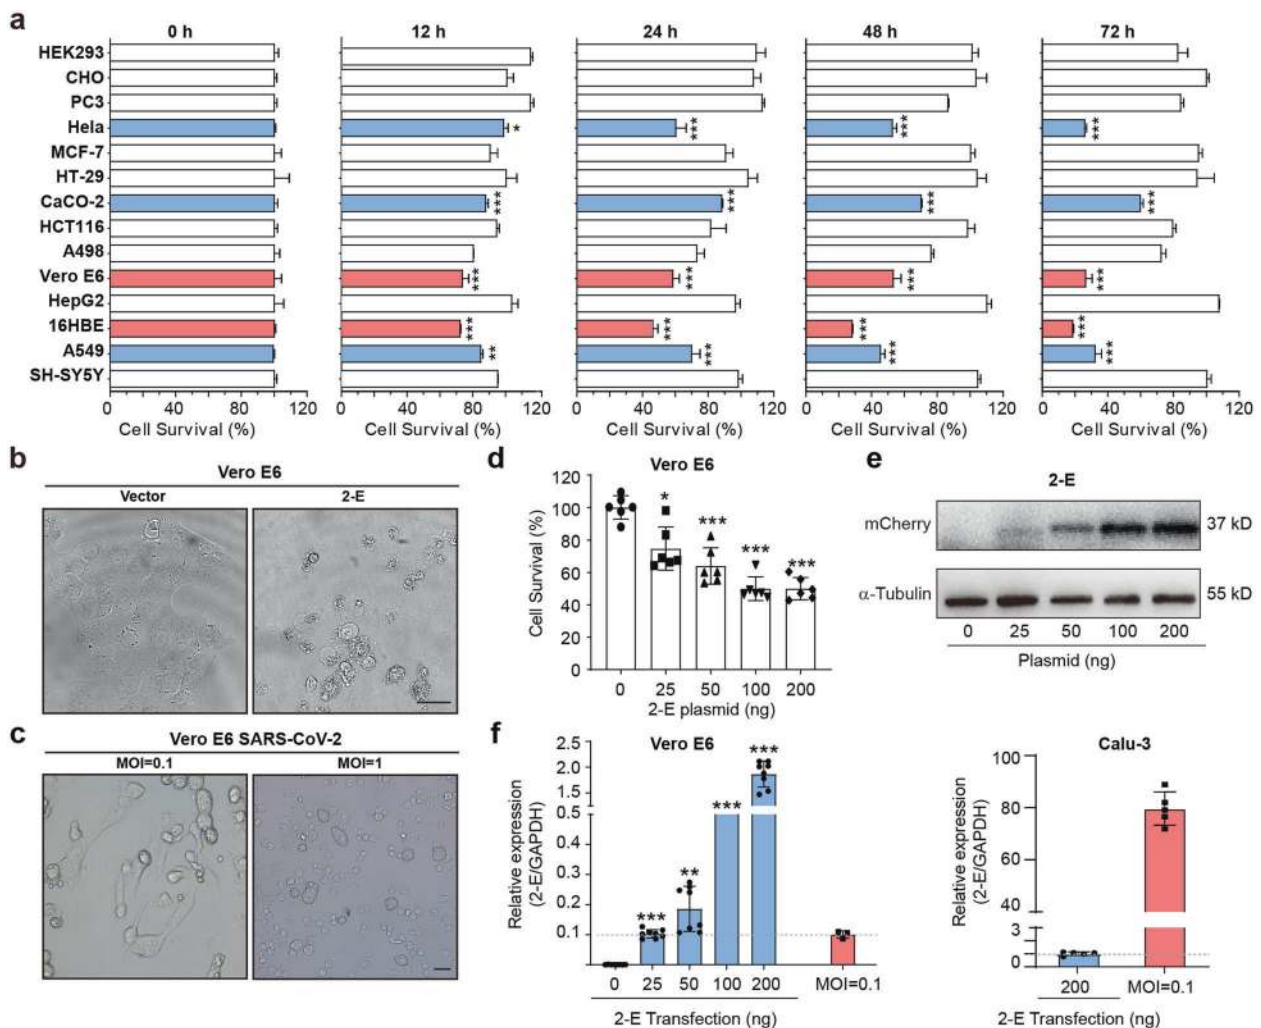 a
0 h 12 h 24 h 48 h 72 h
HEK293
CHO
PC3
Hela * *** *** ***
MCF-7
HT-29
CaCO-2 *** *** *** ***
HCT116
A498
Vero E6 *** *** *** ***
HepG2
16HBE *** *** *** ***
A549 ** *** *** ***
SH-SY5Y
0 40 80 120 0 40 80 120 0 40 80 120 0 40 80 120 0 40 80 120
Cell Survival (%) Cell Survival (%) Cell Survival (%) Cell Survival (%) Cell Survival (%)
b
Vero E6
Vector 2-E
c
Vero E6 SARS-CoV-2
MOI=0.1 MOI=1
d
Vero E6
Cell Survival (%)
120
100
80
60
40
20
0
* *** *** ***
0 25 50 100 200
2-E plasmid (ng)
e
2-E
mCherry 37 kD
α-Tubulin 55 kD
0 25 50 100 200
Plasmid (ng)
f
Vero E6
Relative expression
(2-E/GAPDH)
2.5
2.0
1.5
0.5
0.3
0.2
0.1
*** ** *** ***
0 25 50 100 200 MOI=0.1
2-E Transfection (ng)
Calu-3
Relative expression
(2-E/GAPDH)
100
80
60
40
3
0
200 MOI=0.1
2-E Transfection (ng)